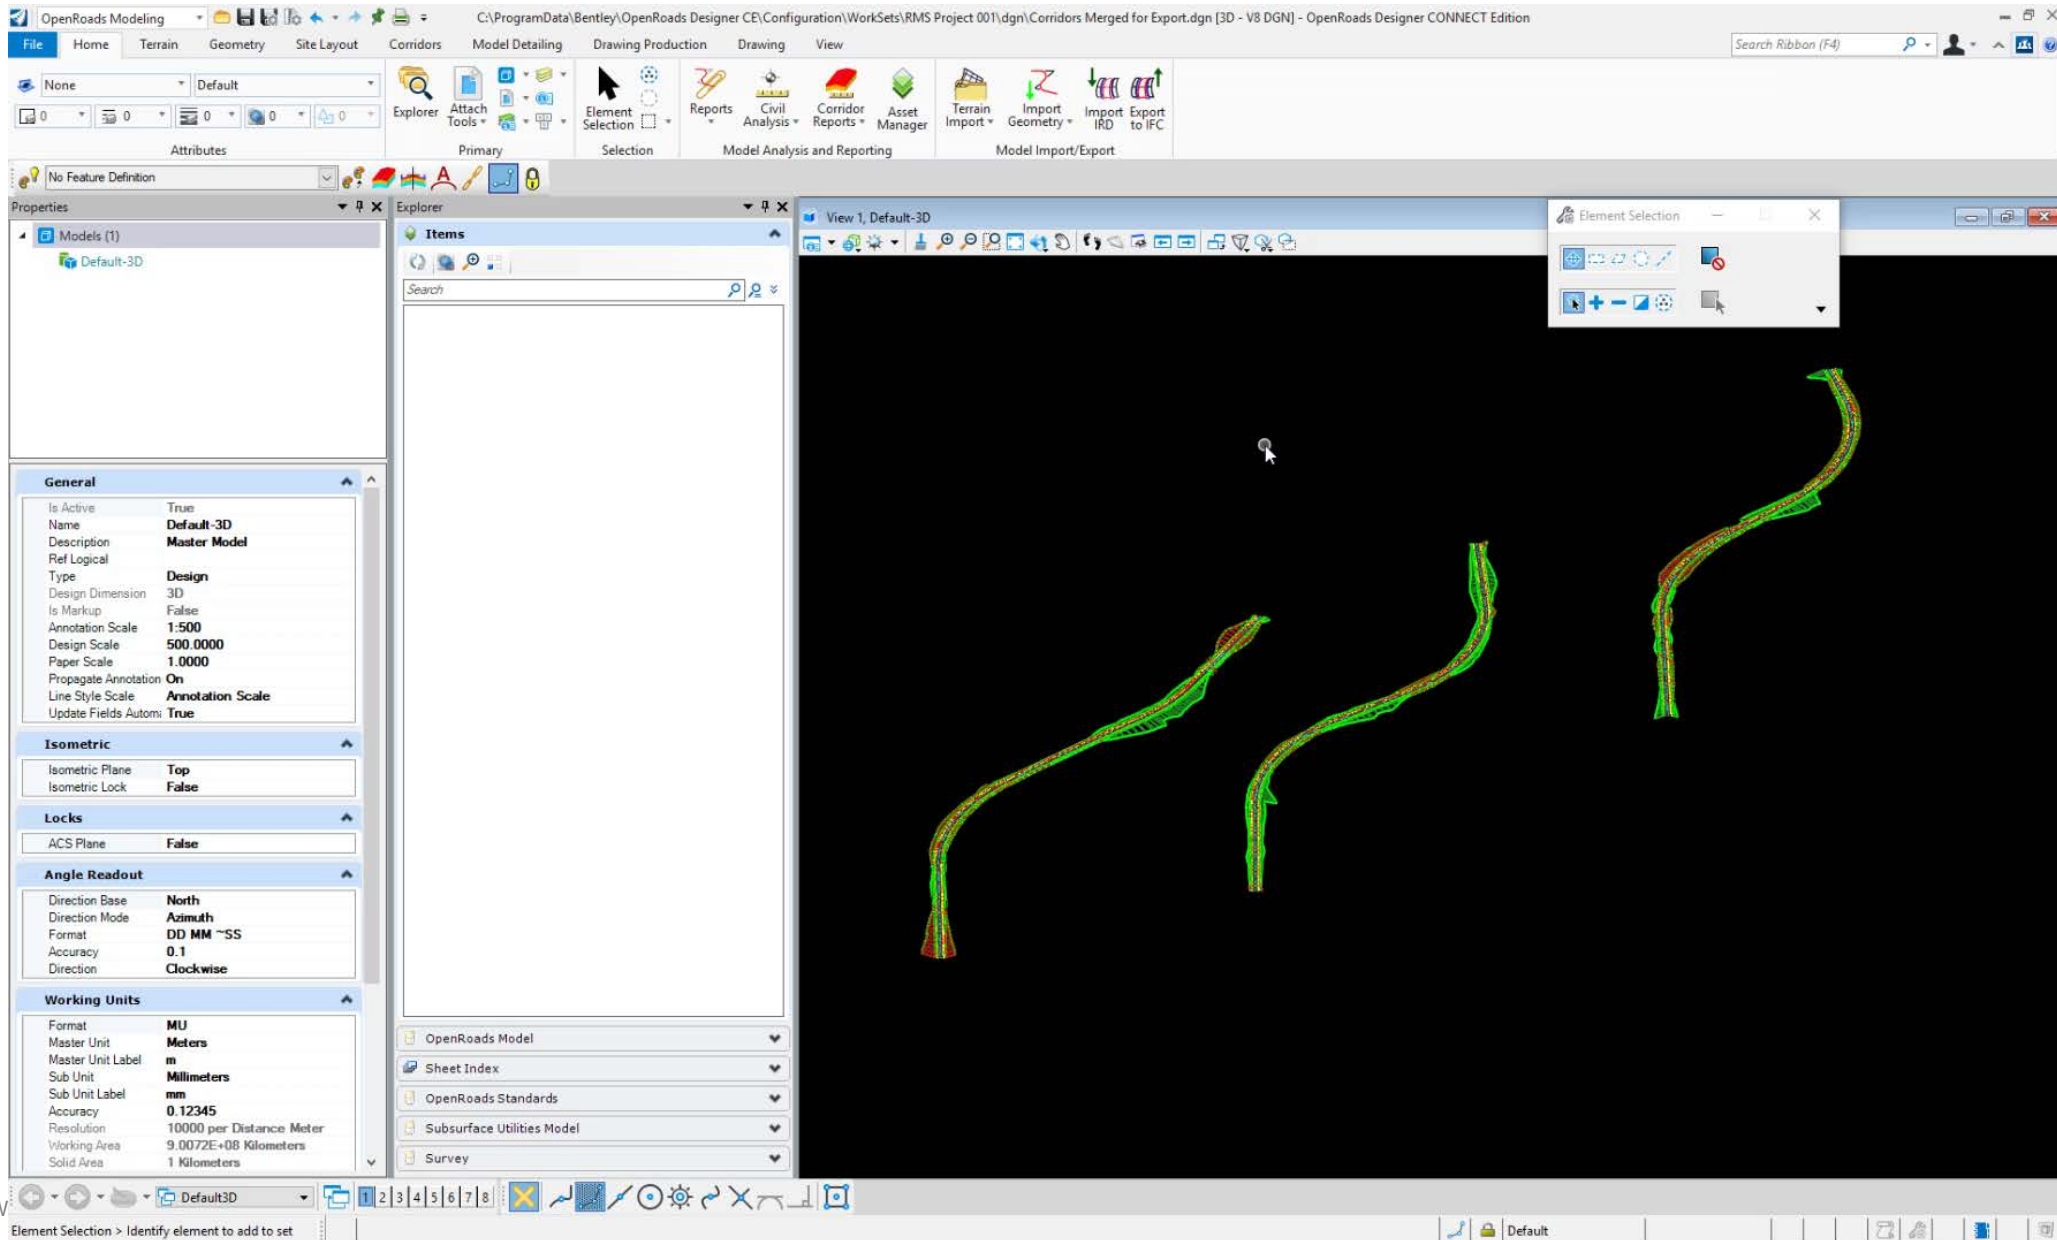 OpenRoads Modeling
C:\ProgramData\Bentley\OpenRoads Designer CE\Configuration\WorkSets\RMS Project 001\dgn\Corridors Merged for Export.dgn [3D - V8 DGN] - OpenRoads Designer CONNECT Edition
File Home Terrain Geometry Site Layout Corridors Model Detailing Drawing Production Drawing View
Search Ribbon (F4)
None Default
0 0 0 0 0
Attributes
Explorer
Attach Tools
Primary
Element Selection
Selection
Reports
Civil Analysis
Corridor Reports
Asset Manager
Model Analysis and Reporting
Terrain Import
Import Geometry
Import IRD
Export to IFC
Model Import/Export
No Feature Definition
Properties
Models (1)
Default-3D
General
Is Active True
Name Default-3D
Description Master Model
Ref Logical
Type Design
Design Dimension 3D
Is Markup False
Annotation Scale 1:500
Design Scale 500.0000
Paper Scale 1.0000
Propagate Annotation On
Line Style Scale Annotation Scale
Update Fields Autom: True
Isometric
Isometric Plane Top
Isometric Lock False
Locks
ACS Plane False
Angle Readout
Direction Base North
Direction Mode Azimuth
Format DD MM ~SS
Accuracy 0.1
Direction Clockwise
Working Units
Format MU
Master Unit Meters
Master Unit Label m
Sub Unit Millimeters
Sub Unit Label mm
Accuracy 0.12345
Resolution 10000 per Distance Meter
Working Area 9.0072E+08 Kilometers
Solid Area 1 Kilometers
Explorer
Items
Search
OpenRoads Model
Sheet Index
OpenRoads Standards
Subsurface Utilities Model
Survey
View 1, Default-3D
Element Selection
Default3D
1 2 3 4 5 6 7 8
Element Selection > Identify element to add to set
Default